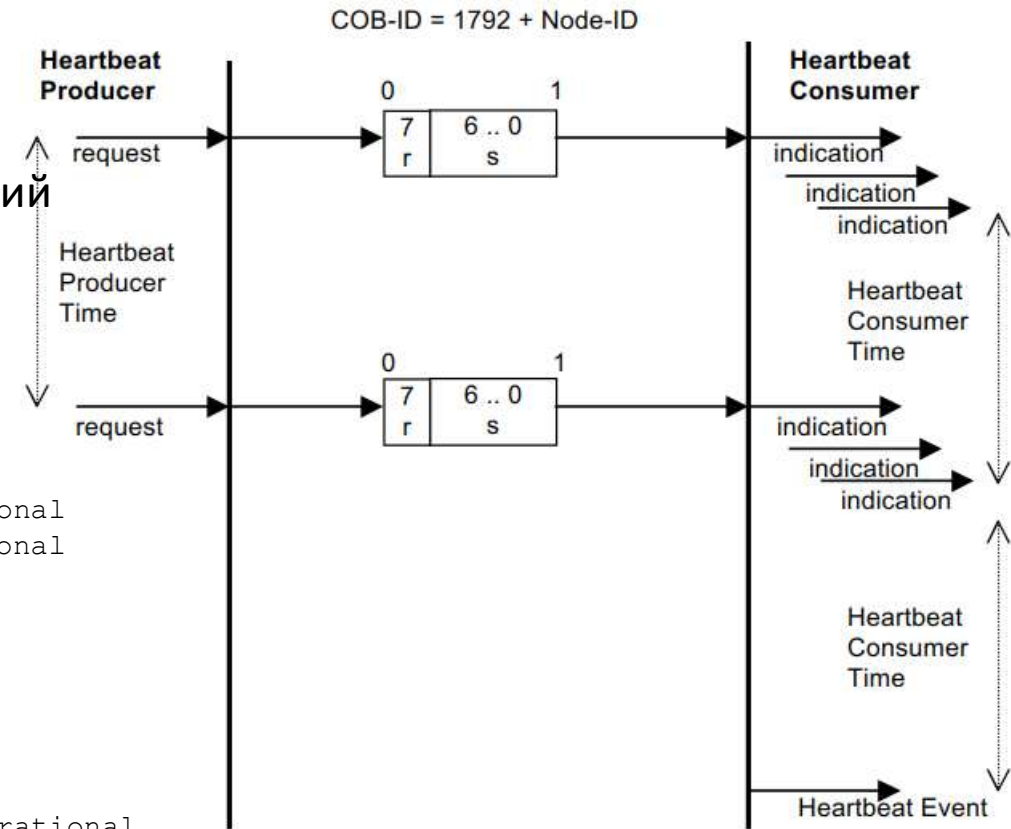 COB-ID = 1792 + Node-ID
Heartbeat
Producer
Heartbeat
Consumer
0 1
7 6 .. 0
r s
request
indication
indication
indication
ий
Heartbeat
Producer
Time
Heartbeat
Consumer
Time
0 1
7 6 .. 0
r s
request
indication
indication
indication
onal
onal
Heartbeat
Consumer
Time
Heartbeat Event
rational